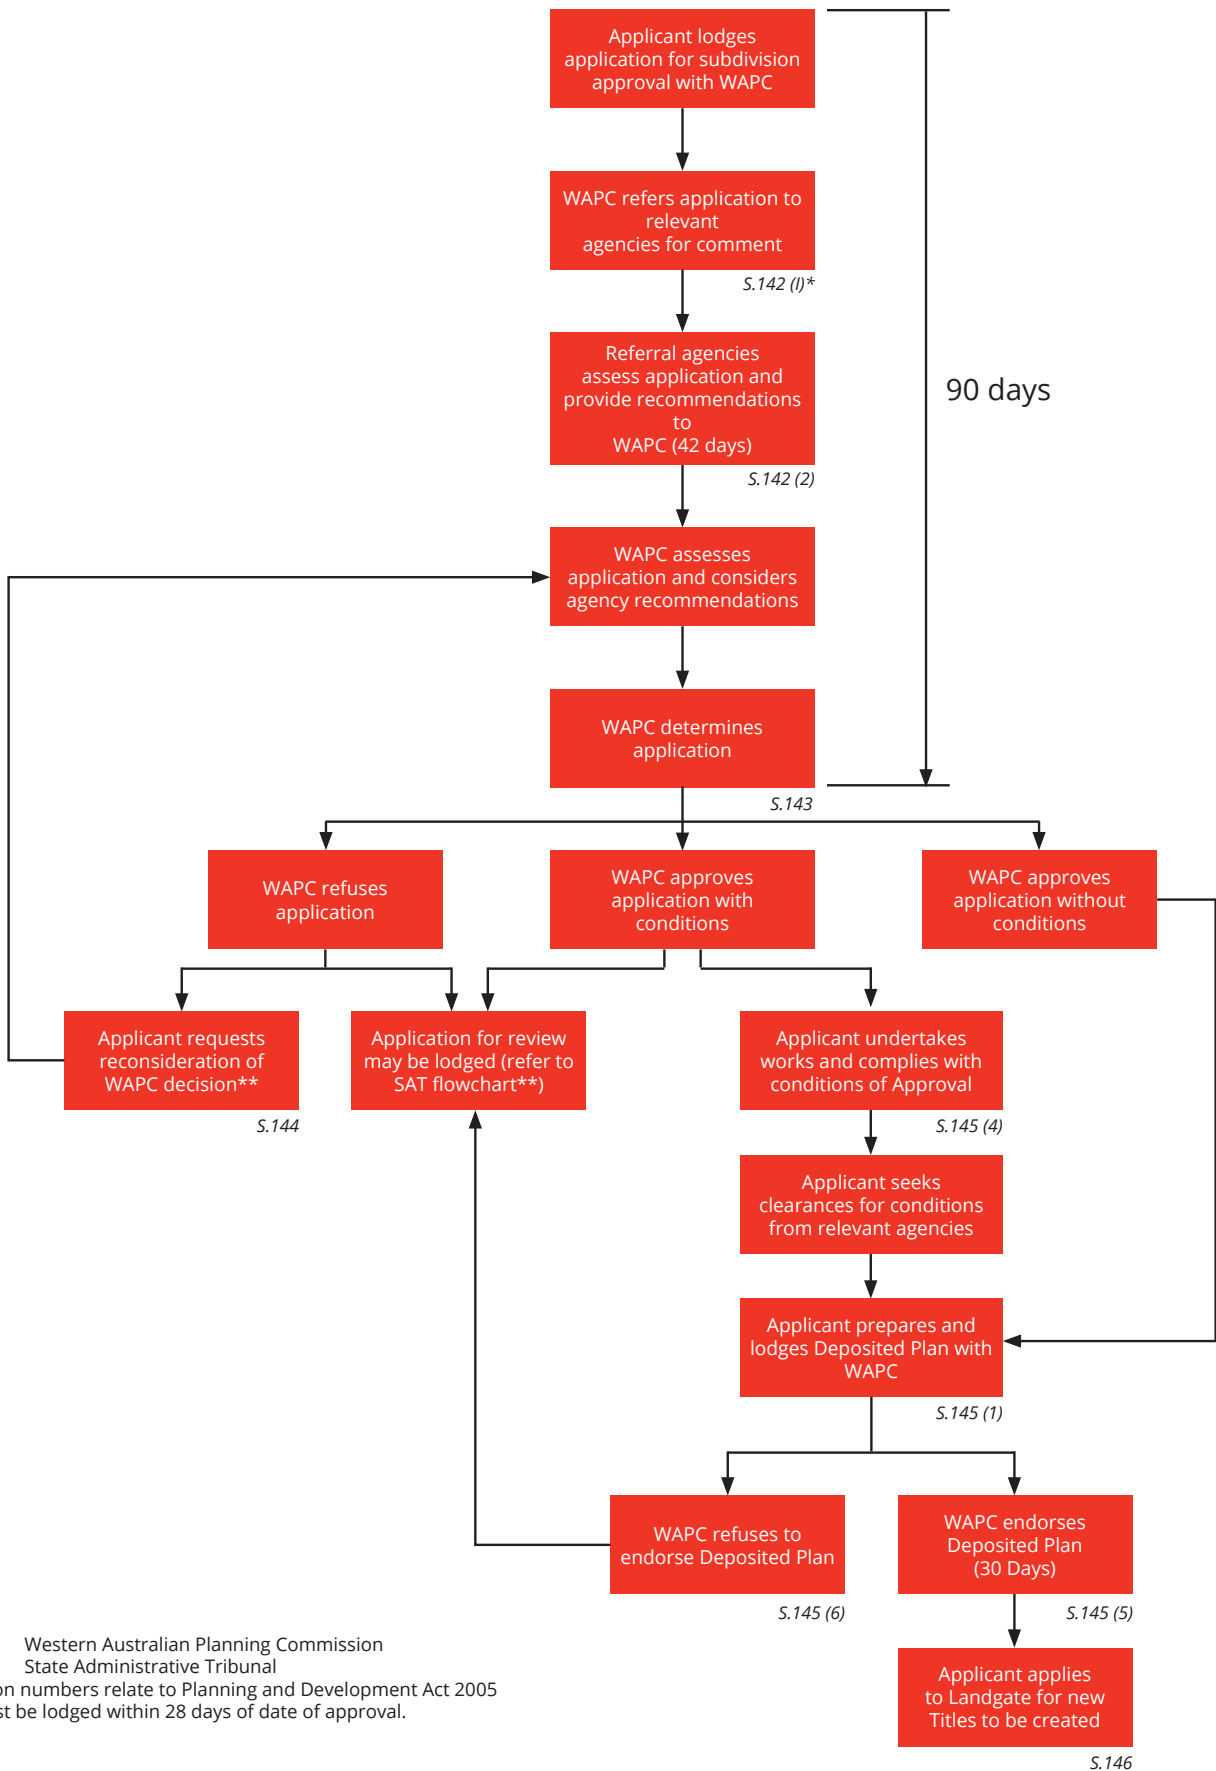 Applicant lodges
application for subdivision
approval with WAPC
WAPC refers application to
relevant
agencies for comment
S.142 (I)*
Referral agencies
assess application and
provide recommendations
to
WAPC (42 days)
90 days
S.142 (2)
WAPC assesses
application and considers
agency recommendations
WAPC determines
application
S.143
WAPC refuses
application
WAPC approves
application with
conditions
WAPC approves
application without
conditions
Applicant requests
reconsideration of
WAPC decision**
S.144
Application for review
may be lodged (refer to
SAT flowchart**)
Applicant undertakes
works and complies with
conditions of Approval
S.145 (4)
Applicant seeks
clearances for conditions
from relevant agencies
Applicant prepares and
lodges Deposited Plan with
WAPC
S.145 (1)
WAPC refuses to
endorse Deposited Plan
S.145 (6)
WAPC endorses
Deposited Plan
(30 Days)
S.145 (5)
Applicant applies
to Landgate for new
Titles to be created
S.146
Western Australian Planning Commission
State Administrative Tribunal
on numbers relate to Planning and Development Act 2005
st be lodged within 28 days of date of approval.